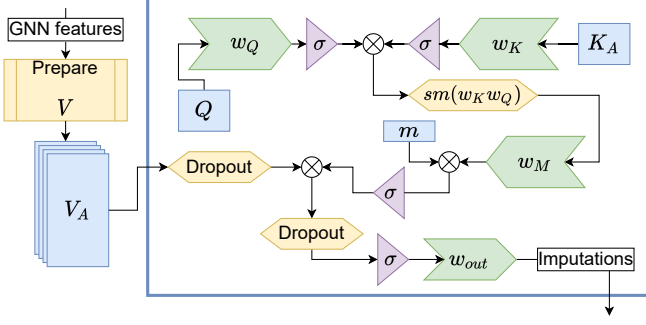 GNN features
Prepare
V
V_A
Q
w_Q
σ
σ
w_K
K_A
sm(w_K w_Q)
m
w_M
σ
Dropout
Dropout
σ
w_out
Imputations